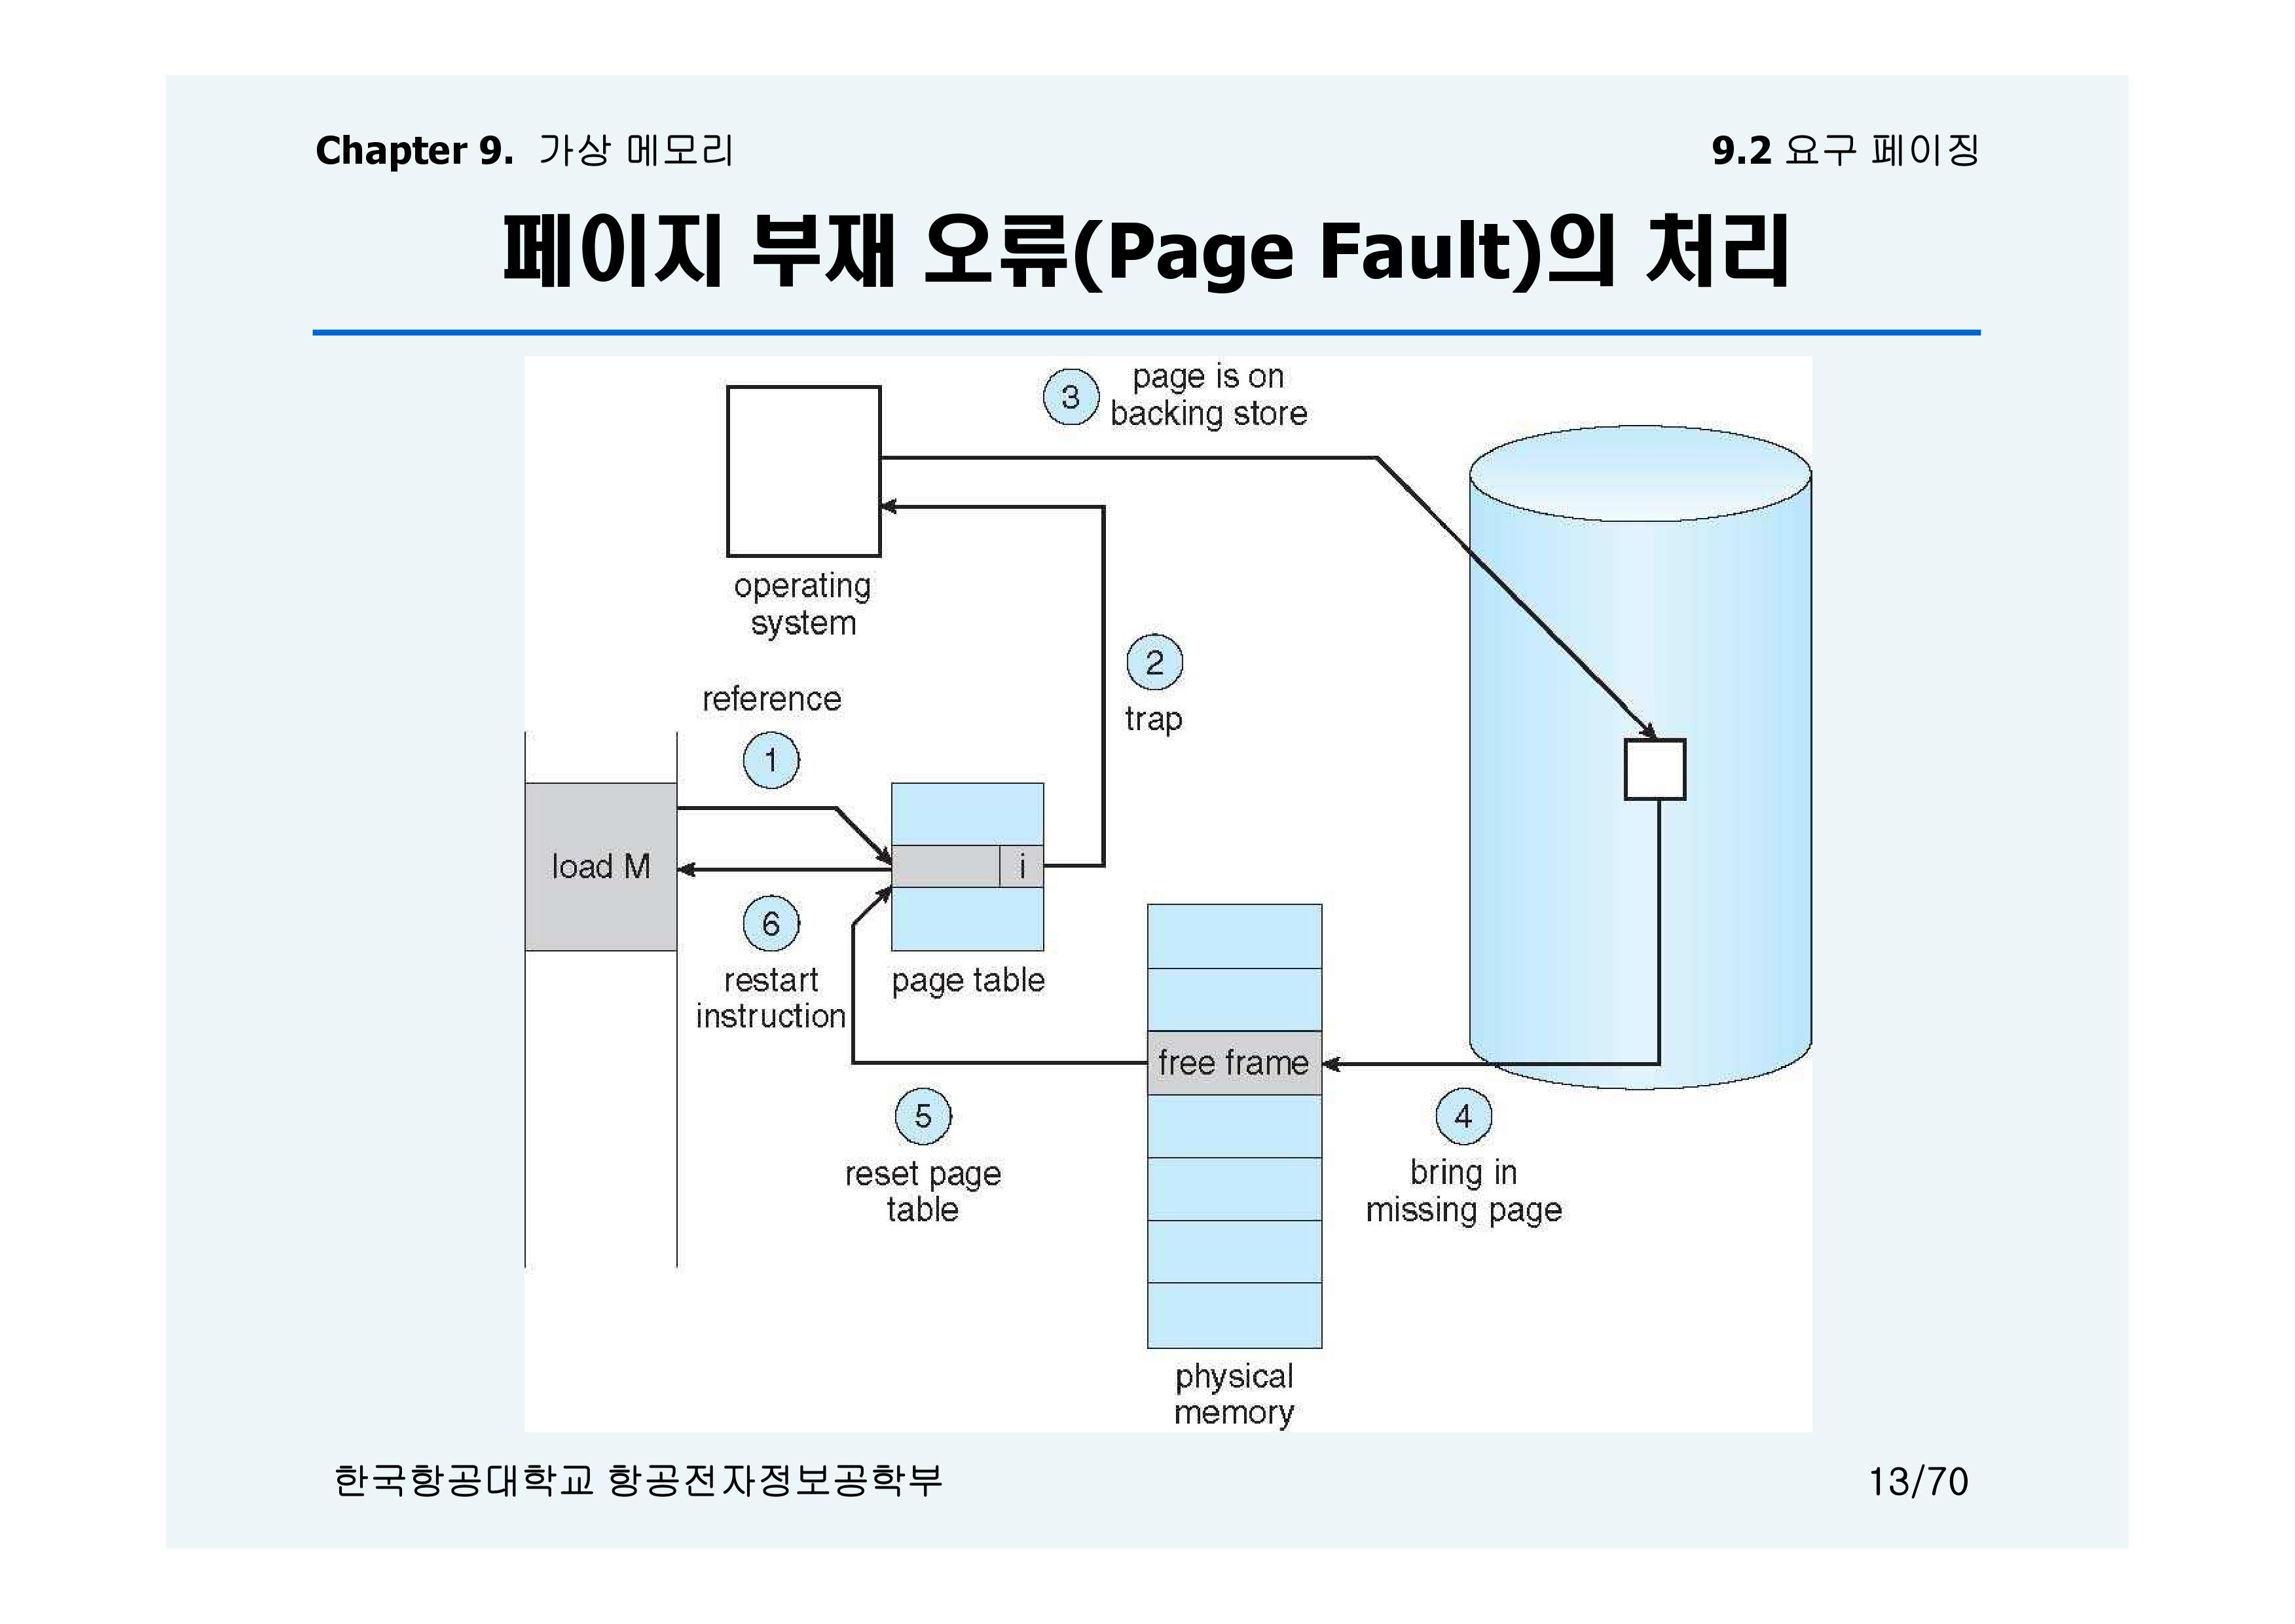 Chapter 9. 가상 메모리
9.2 요구 페이징
페이지 부재 오류(Page Fault)의 처리
3
page is on
backing store
operating
system
2
trap
reference
1
load M
i
6
restart
instruction
page table
free frame
5
reset page
table
4
bring in
missing page
physical
memory
한국항공대학교 항공전자정보공학부
13/70